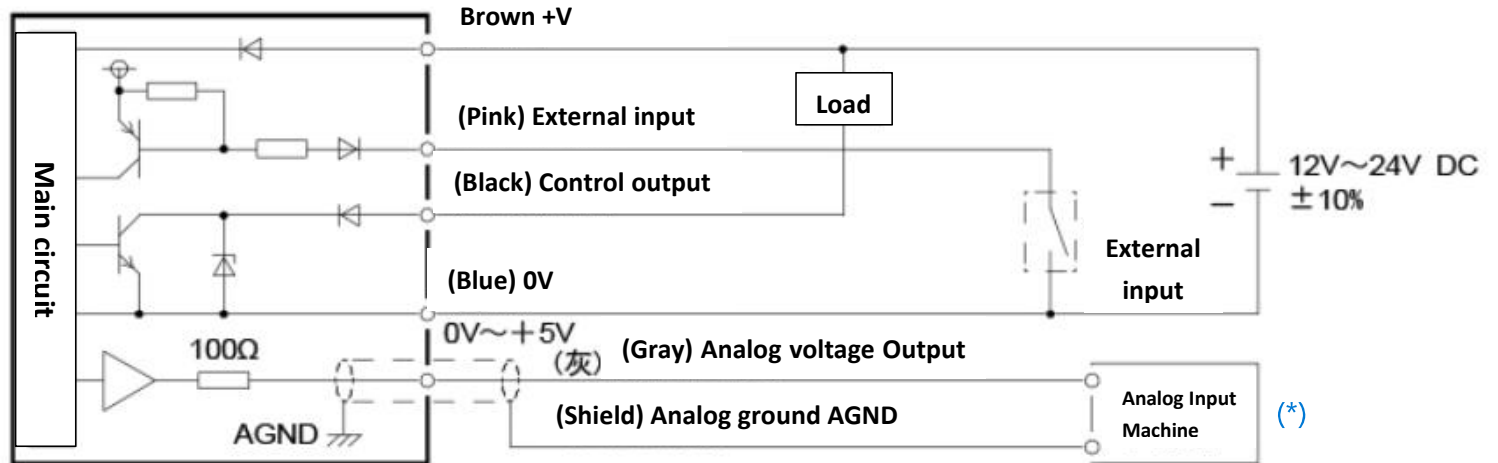 Brown +V
Load
(Pink) External input
Main circuit
(Black) Control output
+
−
12V～24V DC
±10%
External
input
(Blue) 0V
0V～+5V
(灰)
100Ω
(Gray) Analog voltage Output
AGND
(Shield) Analog ground AGND
Analog Input
Machine
(*)